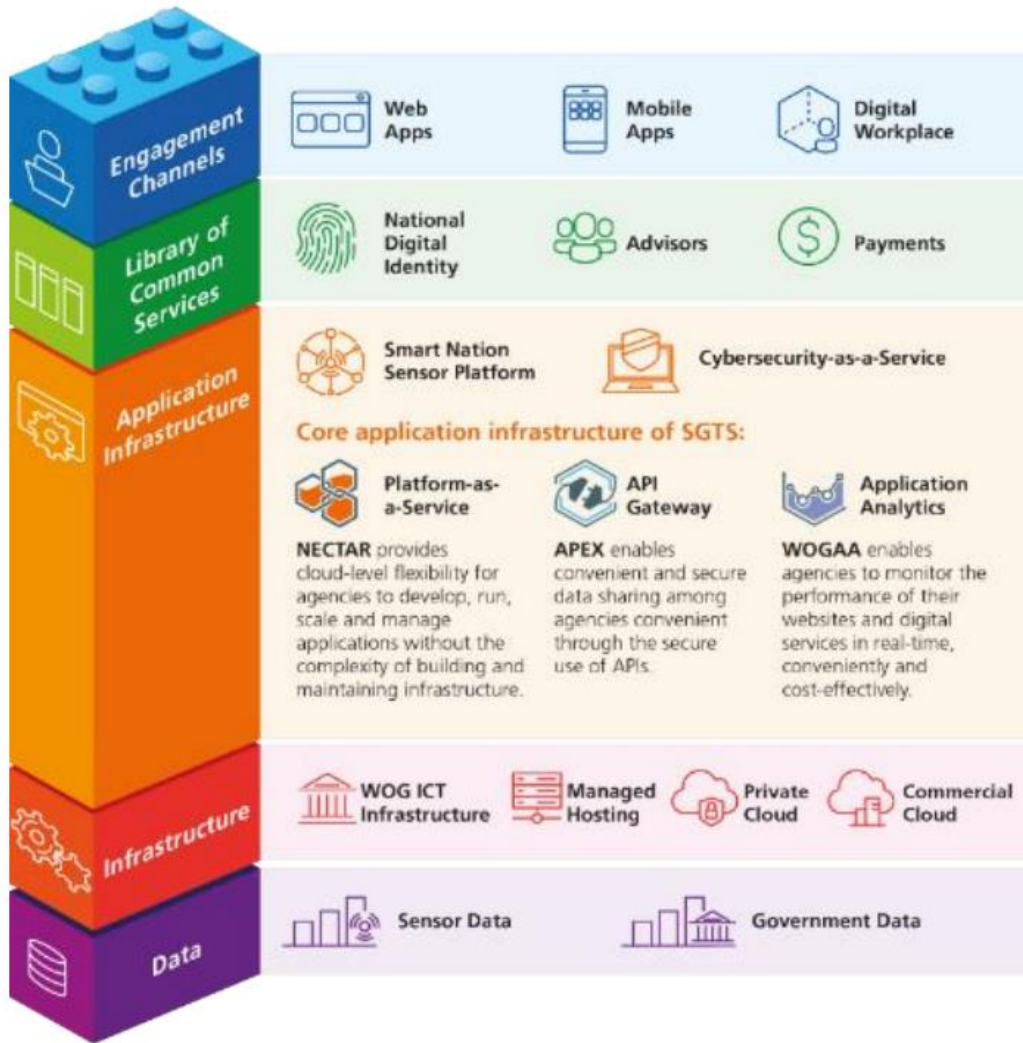 Engagement
Channels
Web
Apps
Mobile
Apps
Digital
Workplace
Library of
Common
Services
National
Digital
Identity
Advisors
$
Payments
Application
Infrastructure
Smart Nation
Sensor Platform
Cybersecurity-as-a-Service
Core application infrastructure of SGTS:
Platform-as-
a-Service
NECTAR provides
cloud-level flexibility for
agencies to develop, run,
scale and manage
applications without the
complexity of building and
maintaining infrastructure.
API
Gateway
APEX enables
convenient and secure
data sharing among
agencies convenient
through the secure
use of APIs.
Application
Analytics
WOGAA enables
agencies to monitor the
performance of their
websites and digital
services in real-time,
conveniently and
cost-effectively.
Infrastructure
WOG ICT
Infrastructure
Managed
Hosting
Private
Cloud
Commercial
Cloud
Data
Sensor Data
Government Data